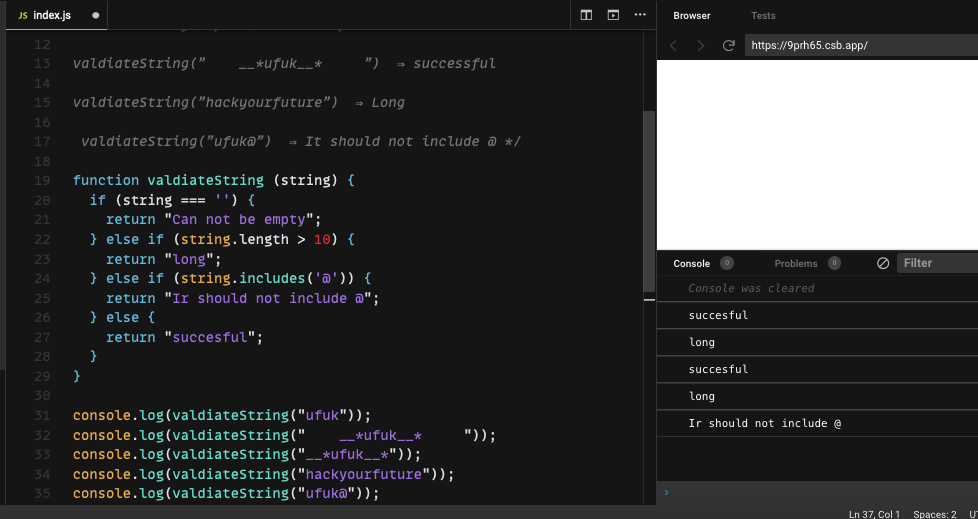 JS index.js
Browser Tests
https://9prh65.csb.app/
12
13 valdiateString(”    __*ufuk__*     ”)  ⇒ successful
14
15 valdiateString(”hackyourfuture”)  ⇒ Long
16
17  valdiateString(”ufuk@”)  ⇒ It should not include @ */
18
19 function valdiateString (string) {
20   if (string === '') {
21     return "Can not be empty";
22   } else if (string.length > 10) {
23     return "long";
24   } else if (string.includes('@')) {
25     return "Ir should not include @";
26   } else {
27     return "succesful";
28   }
29 }
30
31 console.log(valdiateString("ufuk"));
32 console.log(valdiateString("    __*ufuk__*     "));
33 console.log(valdiateString("__*ufuk__*"));
34 console.log(valdiateString("hackyourfuture"));
35 console.log(valdiateString("ufuk@"));
Console 0 Problems 0 Filter
Console was cleared
succesful
long
succesful
long
Ir should not include @
Ln 37, Col 1 Spaces: 2